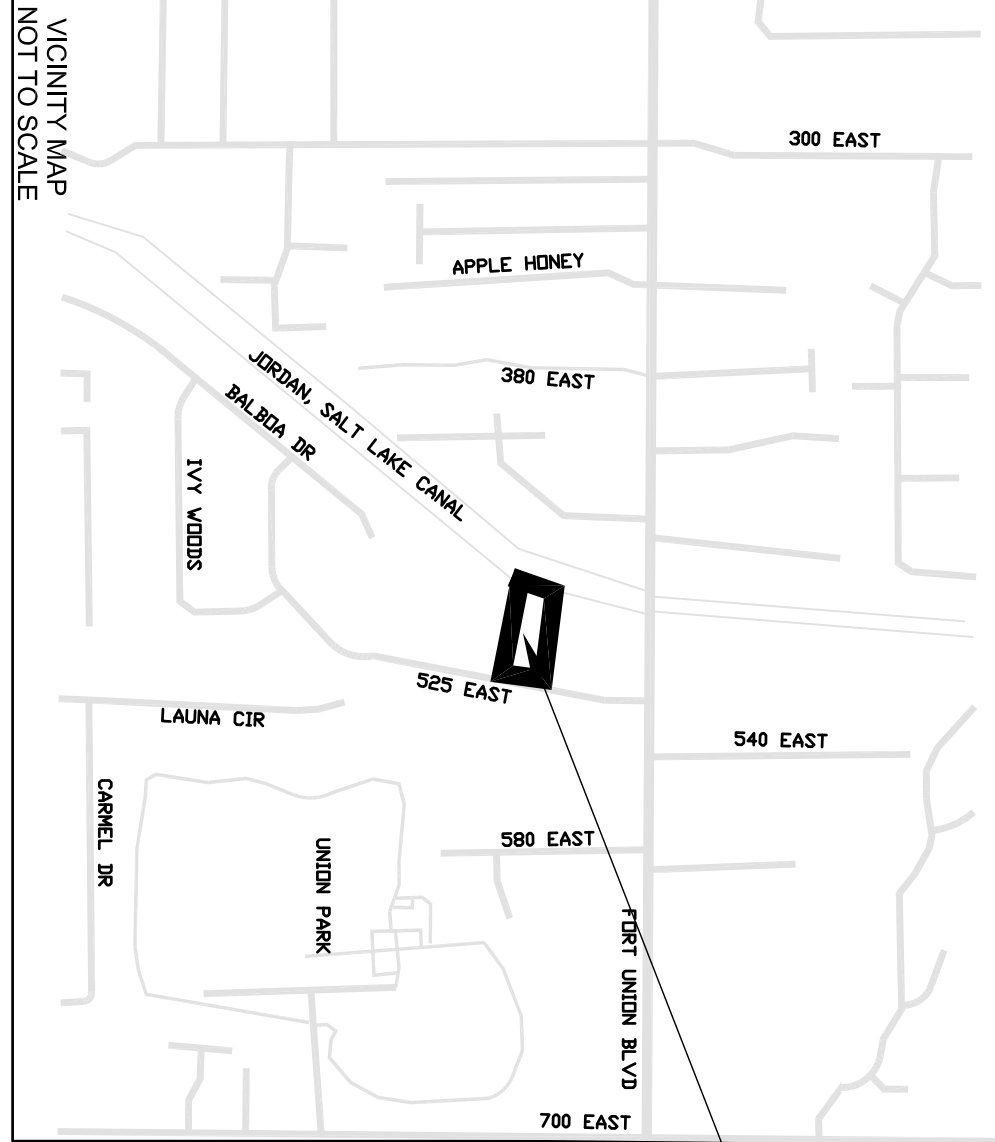 VICINITY MAP
NOT TO SCALE
300 EAST
APPLE HONEY
380 EAST
JORDAN, SALT LAKE CANAL
BALBOA DR
IVY WOODS
525 EAST
LAUNA CIR
540 EAST
CARMEL DR
UNION PARK
580 EAST
FORT UNION BLVD
700 EAST